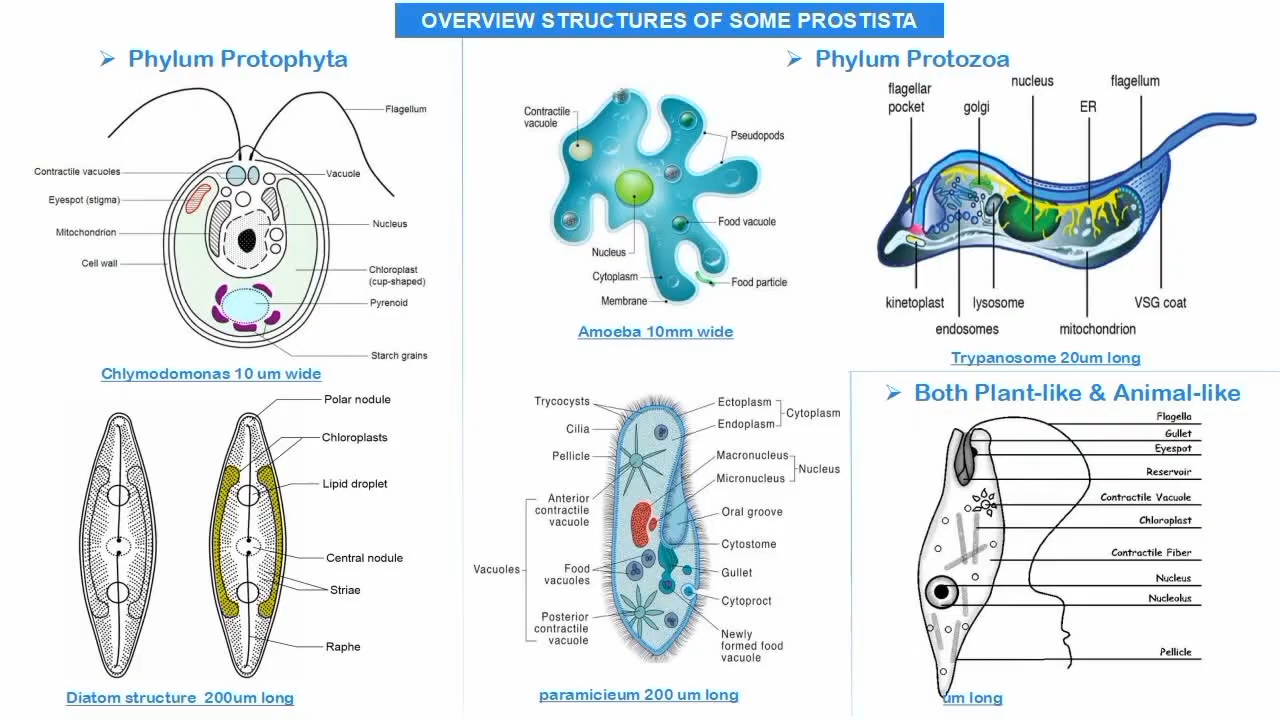 OVERVIEW STRUCTURES OF SOME PROSTISTA
➢ Phylum Protophyta
Flagellum
Contractile vacuoles
Vacuole
Eyespot (stigma)
Nucleus
Mitochondrion
Cell wall
Chloroplast
(cup-shaped)
Pyrenoid
Starch grains
Chlymodomonas 10 um wide
Polar nodule
Chloroplasts
Lipid droplet
Central nodule
Striae
Raphe
Diatom structure 200um long
➢ Phylum Protozoa
Contractile
vacuole
Pseudopods
Food vacuole
Nucleus
Cytoplasm
Food particle
Membrane
Amoeba 10mm wide
flagellar
pocket
golgi
nucleus
ER
flagellum
kinetoplast
lysosome
VSG coat
endosomes
mitochondrion
Trypanosome 20um long
Trycocysts
Cilia
Pellicle
Anterior
contractile
vacuole
Vacuoles
Food
vacuoles
Posterior
contractile
vacuole
Ectoplasm
Cytoplasm
Endoplasm
Macronucleus
Nucleus
Micronucleus
Oral groove
Cytostome
Gullet
Cytoproct
Newly
formed food
vacuole
paramicieum 200 um long
➢ Both Plant-like & Animal-like
Flagella
Gullet
Eyespot
Reservoir
Contractile Vacuole
Chloroplast
Contractile Fiber
Nucleus
Nucleolus
Pellicle
um long